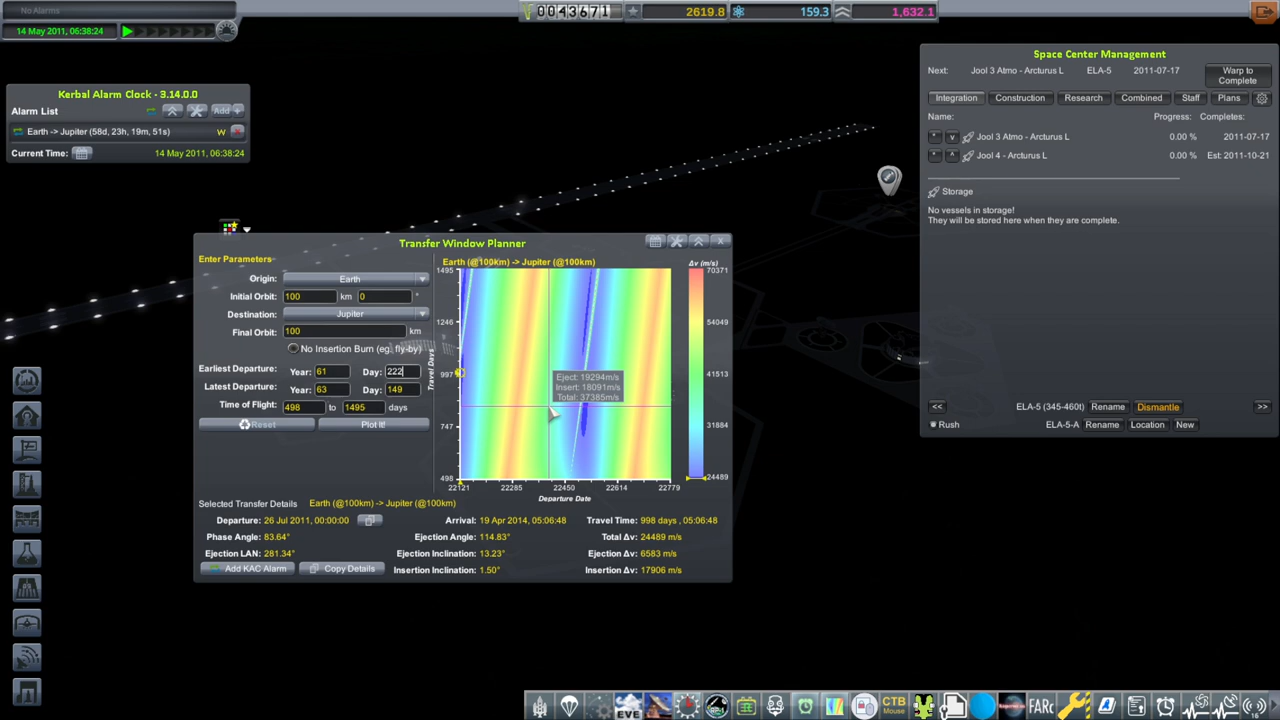 No Alarms
14 May 2011, 06:38:24
0043671
2619.8
159.3
1,632.1
Kerbal Alarm Clock - 3.14.0.0
Alarm List
Add +
Earth -> Jupiter (58d, 23h, 19m, 51s)
W
Current Time:
14 May 2011, 06:38:24
Space Center Management
Next: Jool 3 Atmo - Arcturus L ELA-5 2011-07-17
Warp to
Complete
Integration Construction Research Combined Staff Plans
Name: Progress: Completes:
* v Jool 3 Atmo - Arcturus L 0.00 % 2011-07-17
* ^ Jool 4 - Arcturus L 0.00 % Est: 2011-10-21
Storage
No vessels in storage!
They will be stored here when they are complete.
<< ELA-5 (345-460t) Rename Dismantle >>
Rush ELA-5-A Rename Location New
Transfer Window Planner
Enter Parameters
Origin: Earth
Initial Orbit: 100 km 0 °
Destination: Jupiter
Final Orbit: 100 km
No Insertion Burn (eg. fly-by)
Earliest Departure: Year: 61 Day: 222
Latest Departure: Year: 63 Day: 149
Time of Flight: 498 to 1495 days
Reset Plot It!
Earth (@100km) -> Jupiter (@100km)
Δv (m/s)
1495
1246
997
747
498
Travel Days
22121 22285 22450 22614 22779
Departure Date
Eject: 19294m/s
Insert: 18091m/s
Total: 37385m/s
70371
54049
41513
31884
24489
Selected Transfer Details Earth (@100km) -> Jupiter (@100km)
Departure: 26 Jul 2011, 00:00:00 Arrival: 19 Apr 2014, 05:06:48 Travel Time: 998 days , 05:06:48
Phase Angle: 83.64° Ejection Angle: 114.83° Total Δv: 24489 m/s
Ejection LAN: 281.34° Ejection Inclination: 13.23° Ejection Δv: 6583 m/s
Add KAC Alarm Copy Details Insertion Inclination: 1.50° Insertion Δv: 17906 m/s
EVE
RP-1
CTB
Mouse
FAR
16